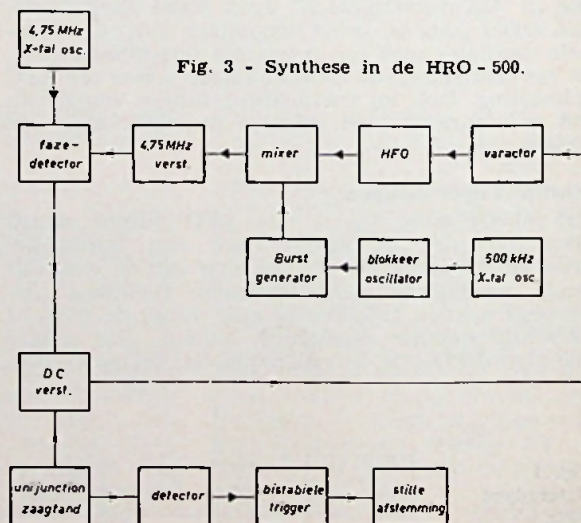 4,75 MHz
X-tal osc.
Fig. 3 - Synthese in de HRO-500.
faze-
detector
4,75 MHz
verst.
mixer
HFO
varactor
Burst
generator
blokkeer
oscillator
500 kHz
X-tal osc.
DC
verst.
unijunction
zaagtand
detector
bistabiele
trigger
stille
afstemming